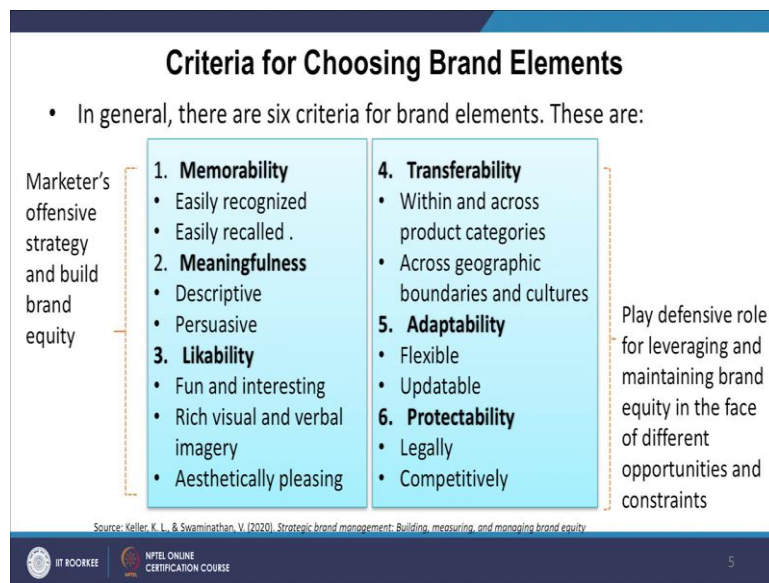 Criteria for Choosing Brand Elements
• In general, there are six criteria for brand elements. These are:
Marketer's
offensive
strategy
and build
brand
equity
1. Memorability
• Easily recognized
• Easily recalled .
2. Meaningfulness
• Descriptive
• Persuasive
3. Likability
• Fun and interesting
• Rich visual and verbal
imagery
• Aesthetically pleasing
4. Transferability
• Within and across
product categories
• Across geographic
boundaries and cultures
5. Adaptability
• Flexible
• Updatable
6. Protectability
• Legally
• Competitively
Play defensive role
for leveraging and
maintaining brand
equity in the face
of different
opportunities and
constraints
Source: Keller, K. L., & Swaminathan, V. (2020). Strategic brand management: Building, measuring, and managing brand equity
IIT ROORKEE
NPTEL ONLINE
CERTIFICATION COURSE
5